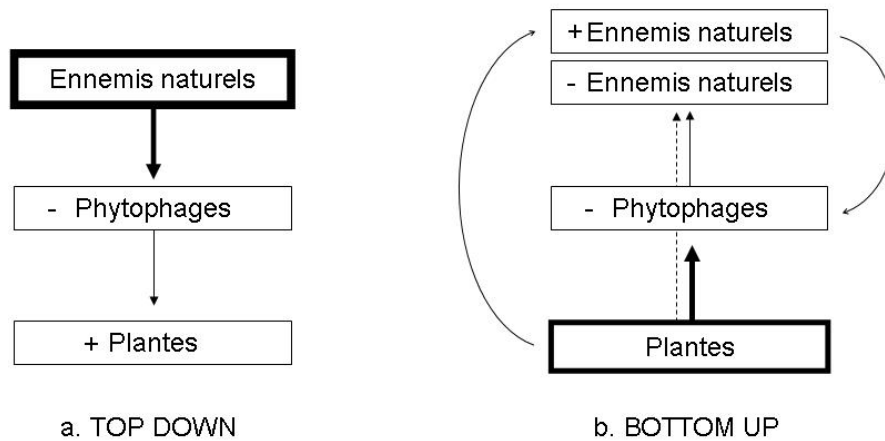 Ennemis naturels
- Phytophages
+ Plantes
a. TOP DOWN
+ Ennemis naturels
- Ennemis naturels
- Phytophages
Plantes
b. BOTTOM UP